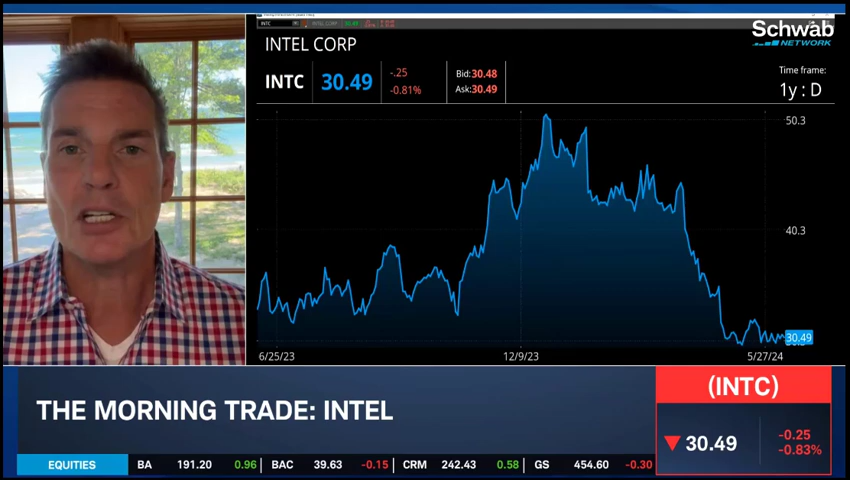 INTC
INTEL CORP
Schwab
NETWORK
INTEL CORP
INTC 30.49 -.25 -0.81% Bid:30.48 Ask:30.49
Time frame:
1y : D
50.3
40.3
30.49
6/25/23 12/9/23 5/27/24
THE MORNING TRADE: INTEL
(INTC)
30.49 -0.25 -0.83%
EQUITIES BA 191.20 0.96 BAC 39.63 -0.15 CRM 242.43 0.58 GS 454.60 -0.30